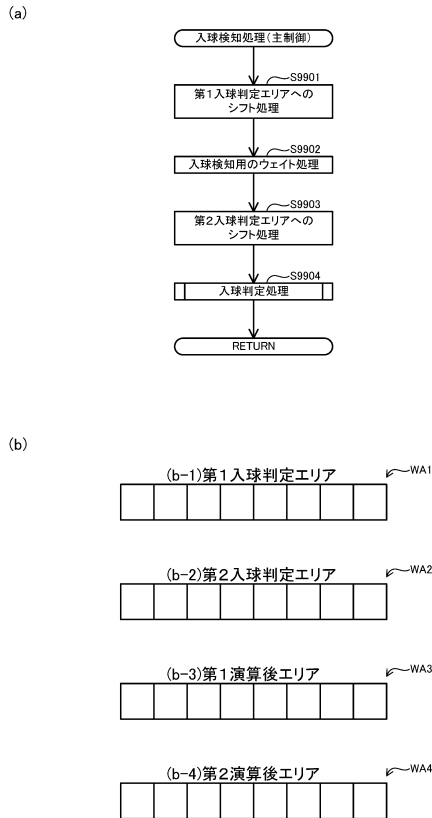 (a)
入球検知処理(主制御)
S9901
第1入球判定エリアへの
シフト処理
S9902
入球検知用のウェイト処理
S9903
第2入球判定エリアへの
シフト処理
S9904
入球判定処理
RETURN
(b)
(b-1)第1入球判定エリア
WA1
(b-2)第2入球判定エリア
WA2
(b-3)第1演算後エリア
WA3
(b-4)第2演算後エリア
WA4